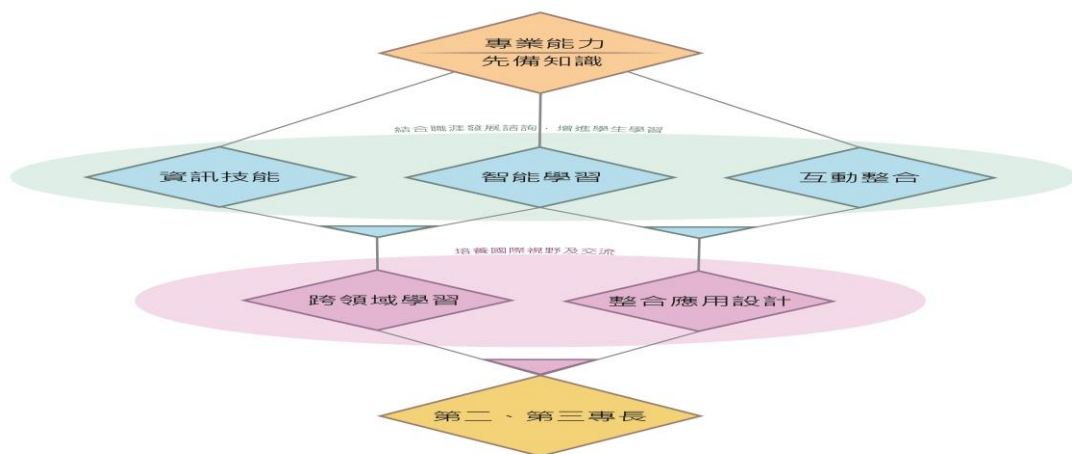 專業能力
先備知識
結合職涯發展諮詢，增進學生學習
資訊技能
智能學習
互動整合
培養國際視野及交流
跨領域學習
整合應用設計
第二、第三專長